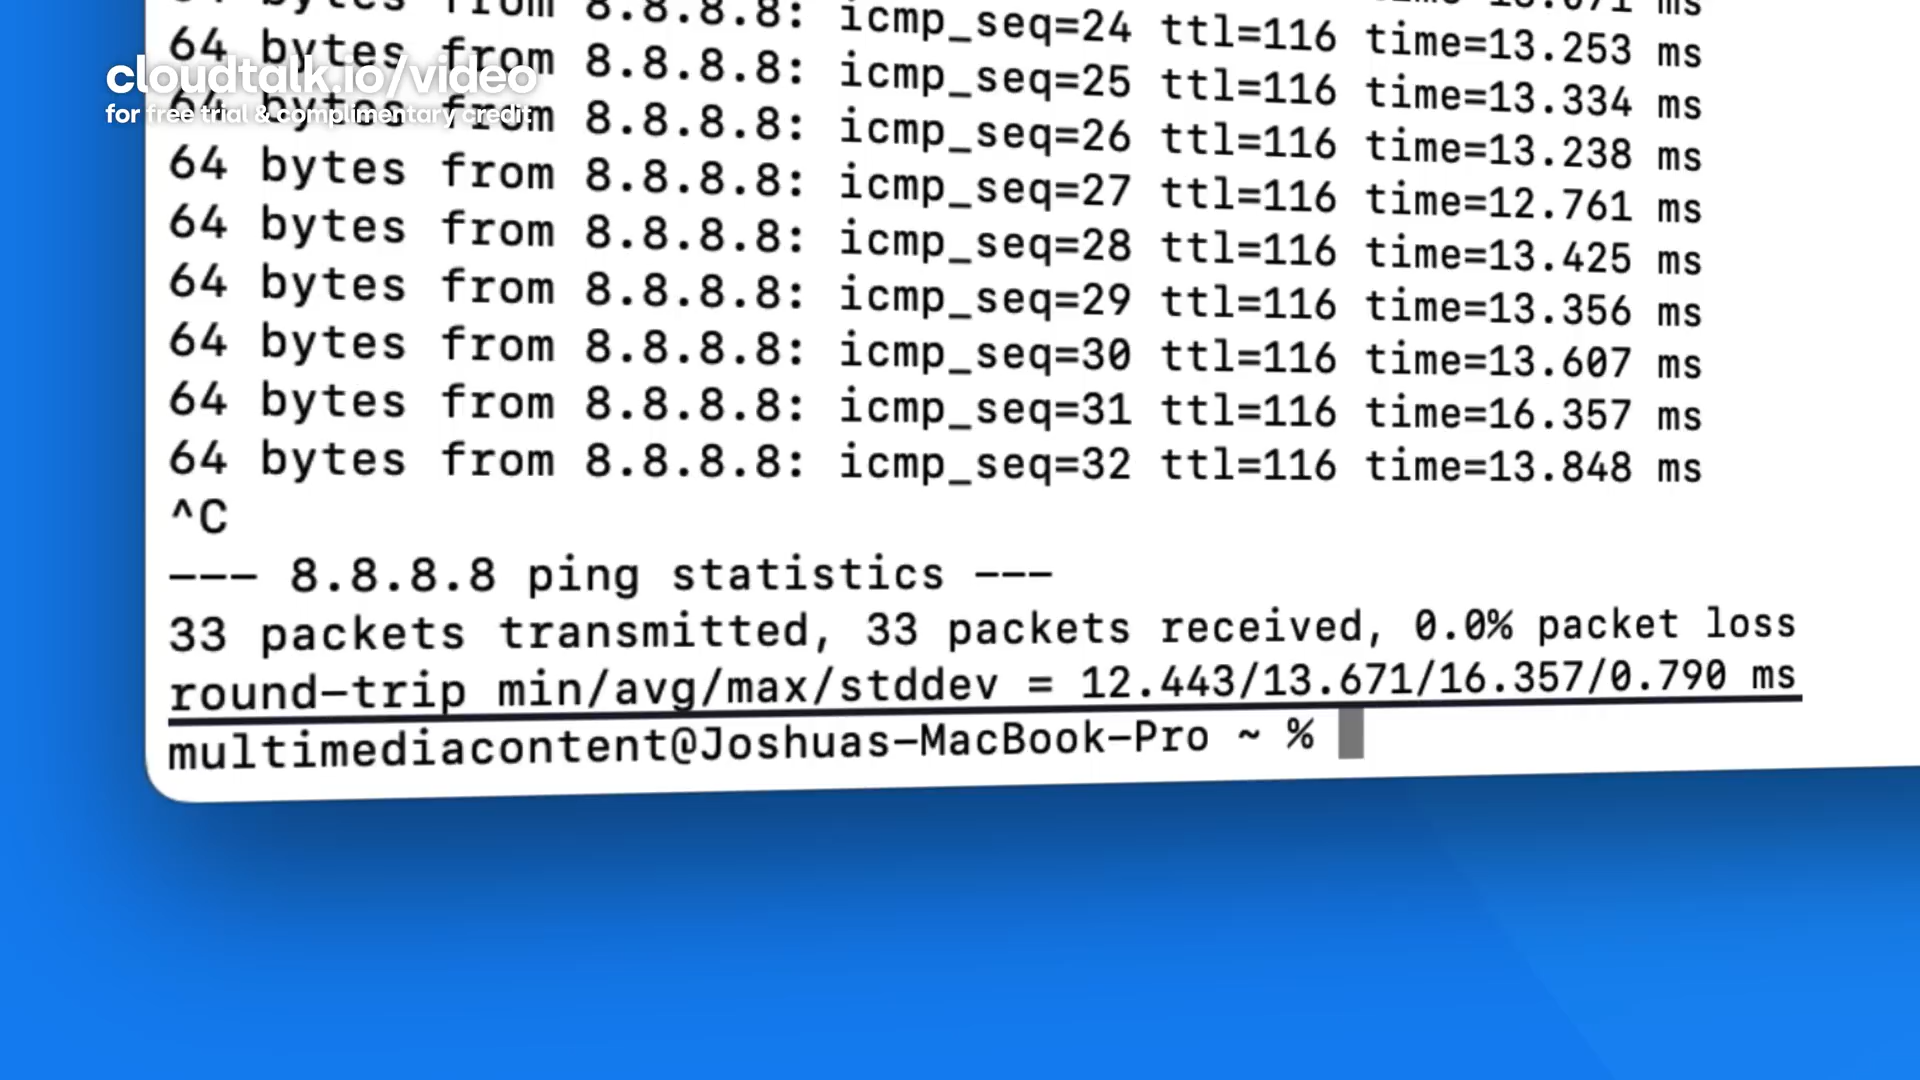 bytes from 8.8.8.8: icmp_seq=24 ttl=116 time=13.253 ms
64 bytes from 8.8.8.8: icmp_seq=25 ttl=116 time=13.334 ms
cloudtalk.io/video
64 bytes from 8.8.8.8: icmp_seq=26 ttl=116 time=13.238 ms
for free trial & complimentary credit
64 bytes from 8.8.8.8: icmp_seq=27 ttl=116 time=12.761 ms
64 bytes from 8.8.8.8: icmp_seq=28 ttl=116 time=13.425 ms
64 bytes from 8.8.8.8: icmp_seq=29 ttl=116 time=13.356 ms
64 bytes from 8.8.8.8: icmp_seq=30 ttl=116 time=13.607 ms
64 bytes from 8.8.8.8: icmp_seq=31 ttl=116 time=16.357 ms
64 bytes from 8.8.8.8: icmp_seq=32 ttl=116 time=13.848 ms
^C
--- 8.8.8.8 ping statistics ---
33 packets transmitted, 33 packets received, 0.0% packet loss
round-trip min/avg/max/stddev = 12.443/13.671/16.357/0.790 ms
multimediacontent@Joshuas-MacBook-Pro ~ %